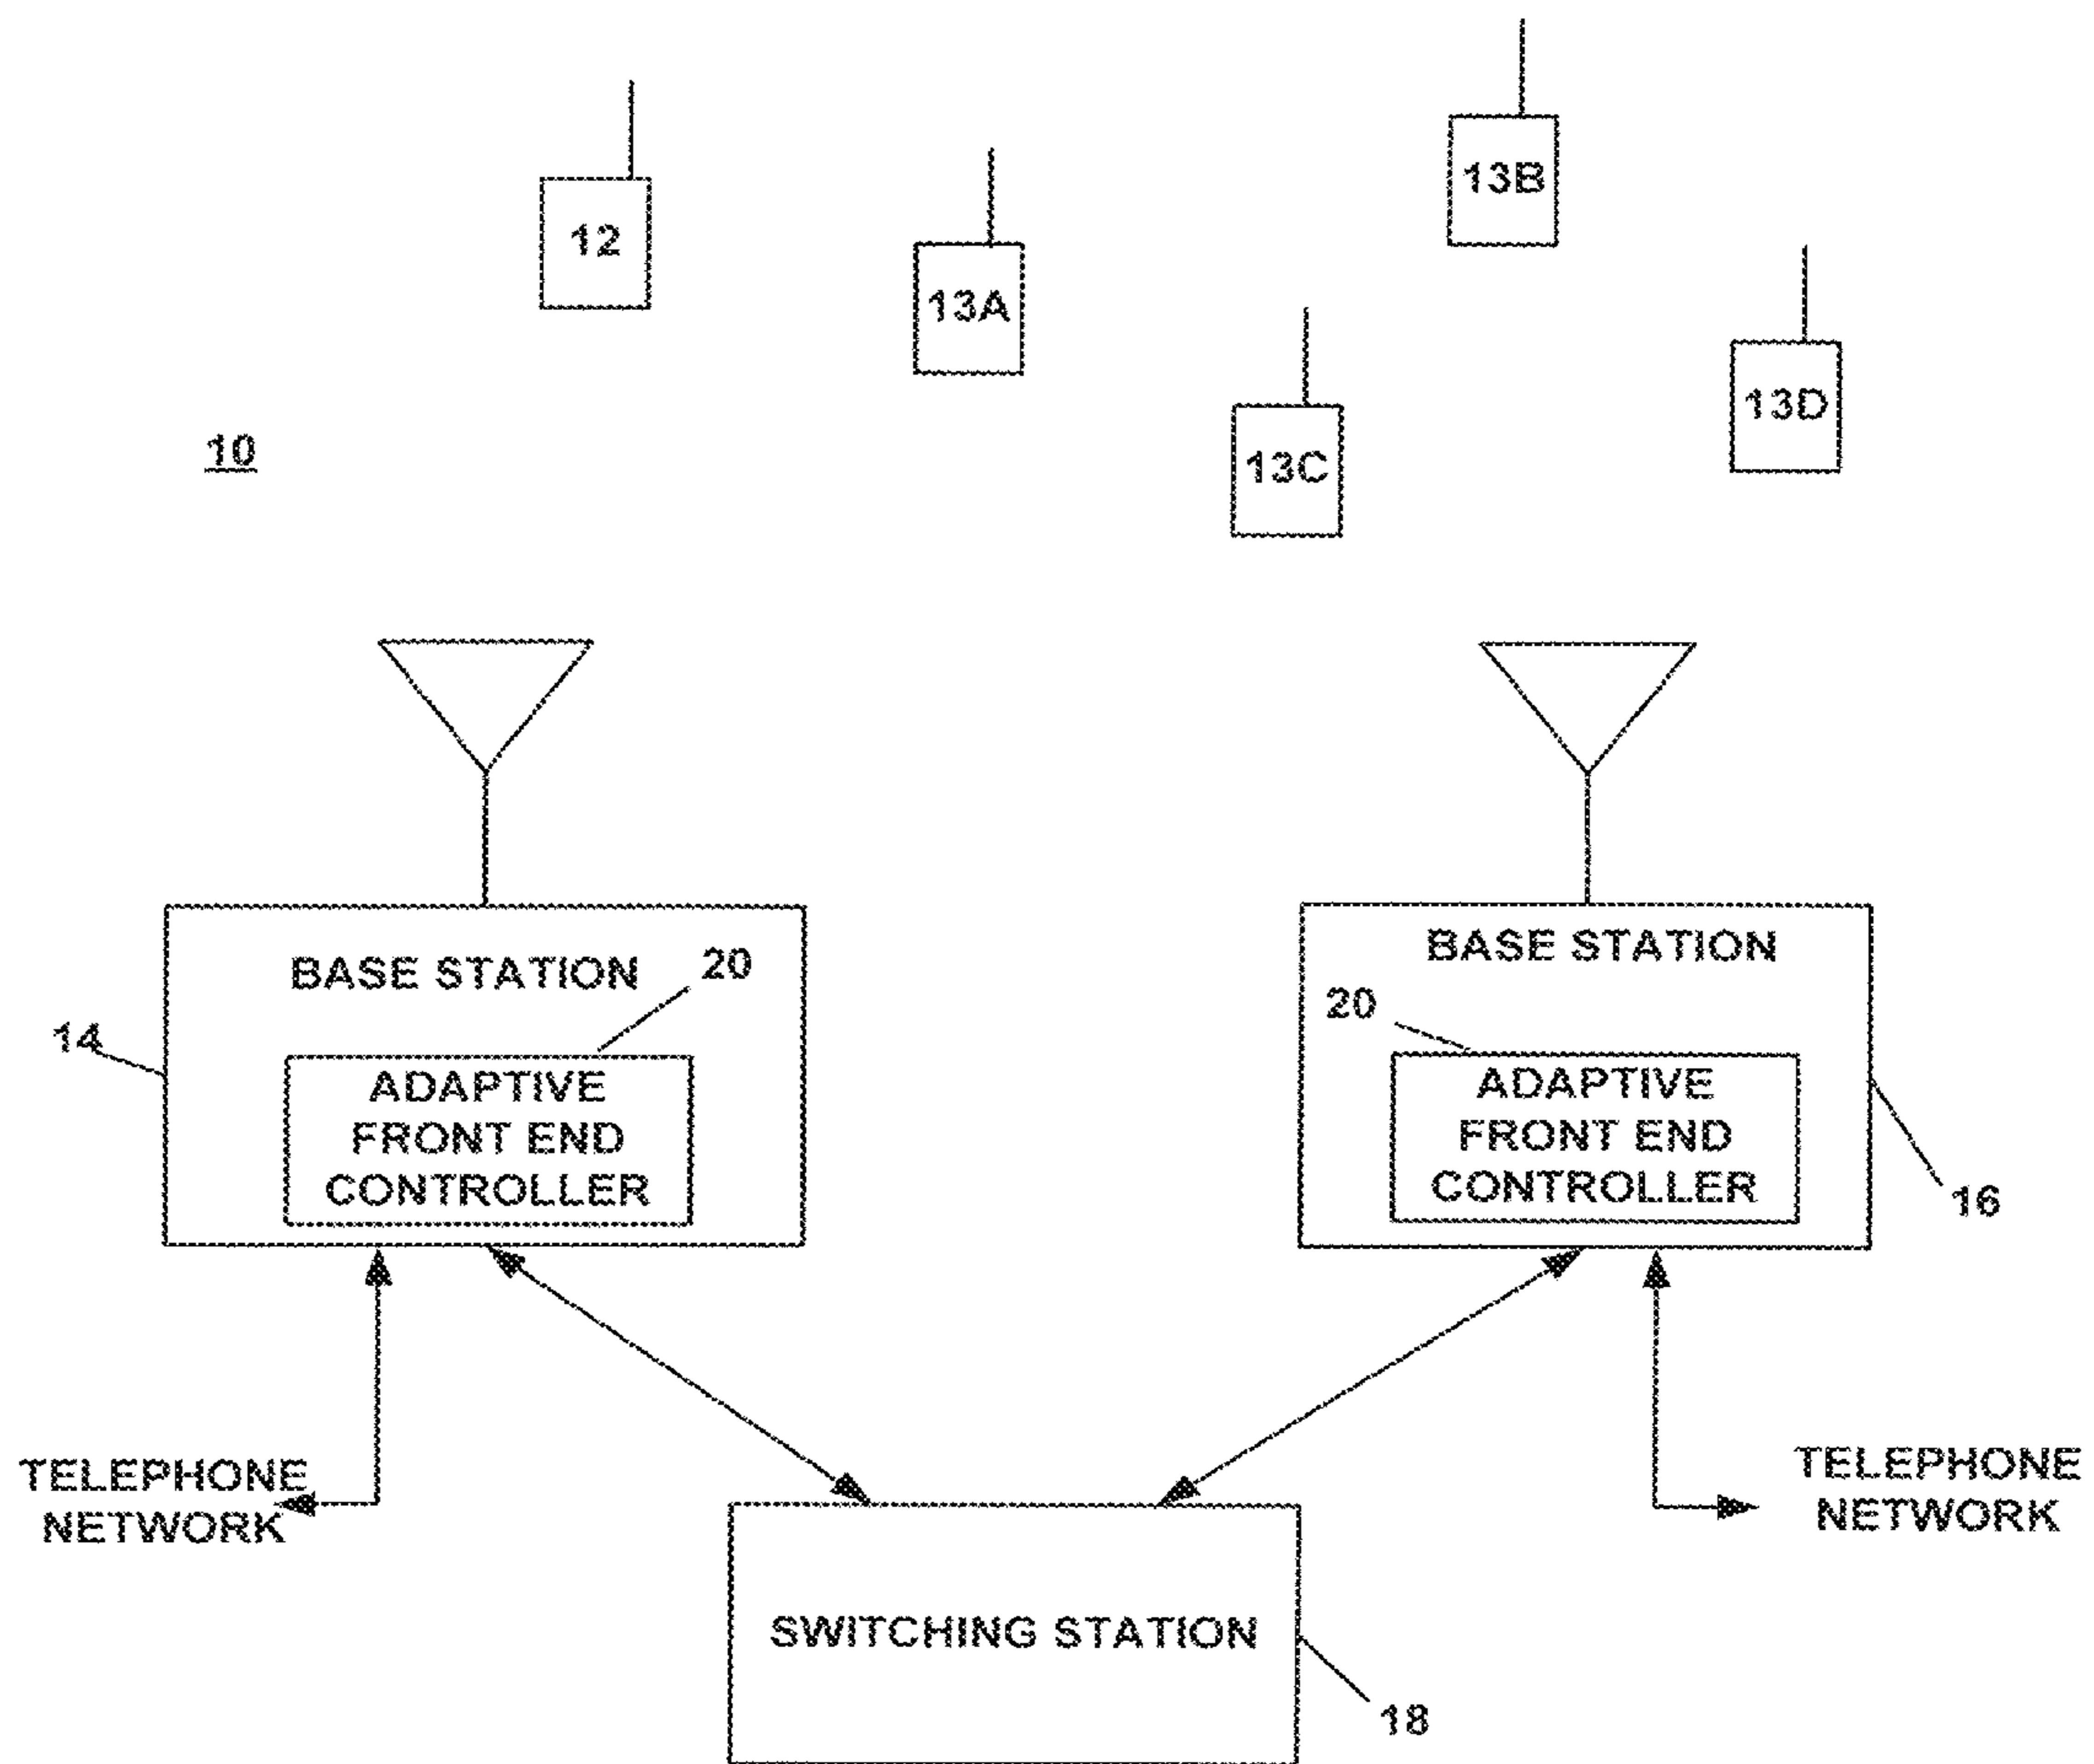 13B
12
13A
13D
10
13C
BASE STATION
20
14
ADAPTIVE
FRONT END
CONTROLLER
BASE STATION
20
ADAPTIVE
FRONT END
CONTROLLER
16
TELEPHONE
NETWORK
TELEPHONE
NETWORK
SWITCHING STATION
18